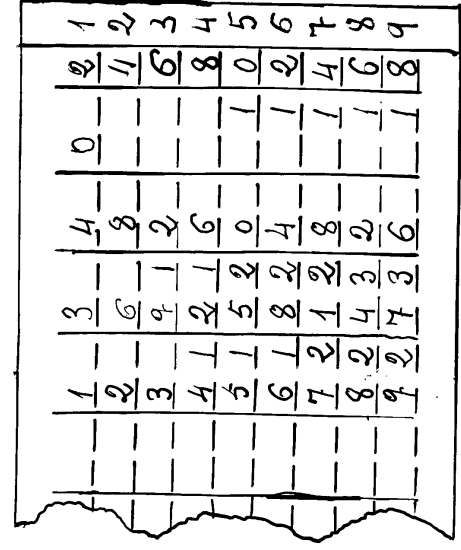 1 – 3 – 4 – 0 – 2 1
2 – 6 – 8 – – – 4 2
3 – 9 1 2 – – – 6 3
4 1 2 1 6 – – – 8 4
5 1 5 2 0 – – 1 0 5
6 1 8 2 4 – – 1 2 6
7 2 1 2 8 – – 1 4 7
8 2 4 3 2 – – 1 6 8
9 2 7 3 6 – – 1 8 9